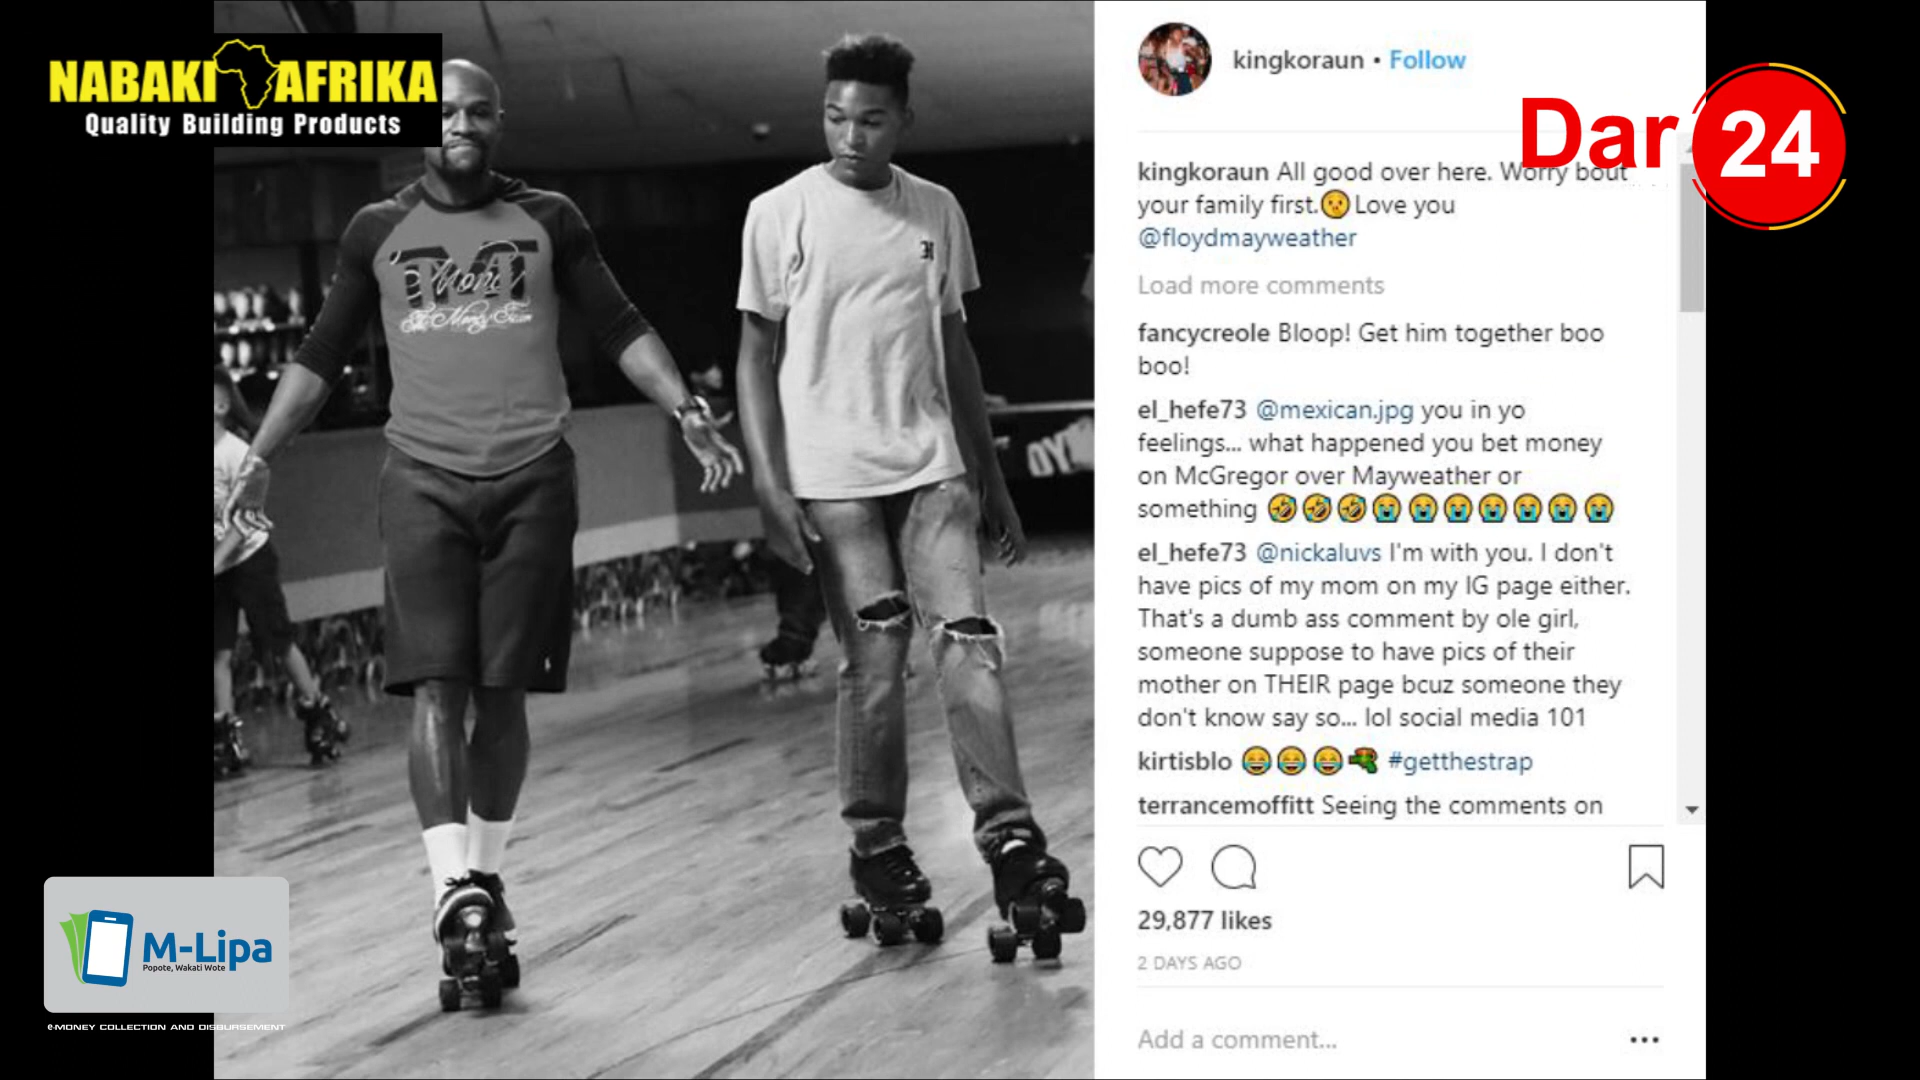 NABAKI AFRIKA
Quality Building Products
TMT
Money
The Money Team
kingkoraun • Follow
Dar 24
kingkoraun All good over here. Worry bout
your family first.🤫 Love you
@floydmayweather
Load more comments
fancycreole Bloop! Get him together boo
boo!
el_hefe73 @mexican.jpg you in yo
feelings... what happened you bet money
on McGregor over Mayweather or
something 🤣🤣🤣😭😭😭😭😭😭😭
el_hefe73 @nickaluvs I'm with you. I don't
have pics of my mom on my IG page either.
That's a dumb ass comment by ole girl,
someone suppose to have pics of their
mother on THEIR page bcuz someone they
don't know say so... lol social media 101
kirtisblo 😂😂😂🔫 #getthestrap
terrancemoffitt Seeing the comments on
29,877 likes
2 DAYS AGO
Add a comment...
M-Lipa
Popote, Wakati Wote
e-MONEY COLLECTION AND DISBURSEMENT